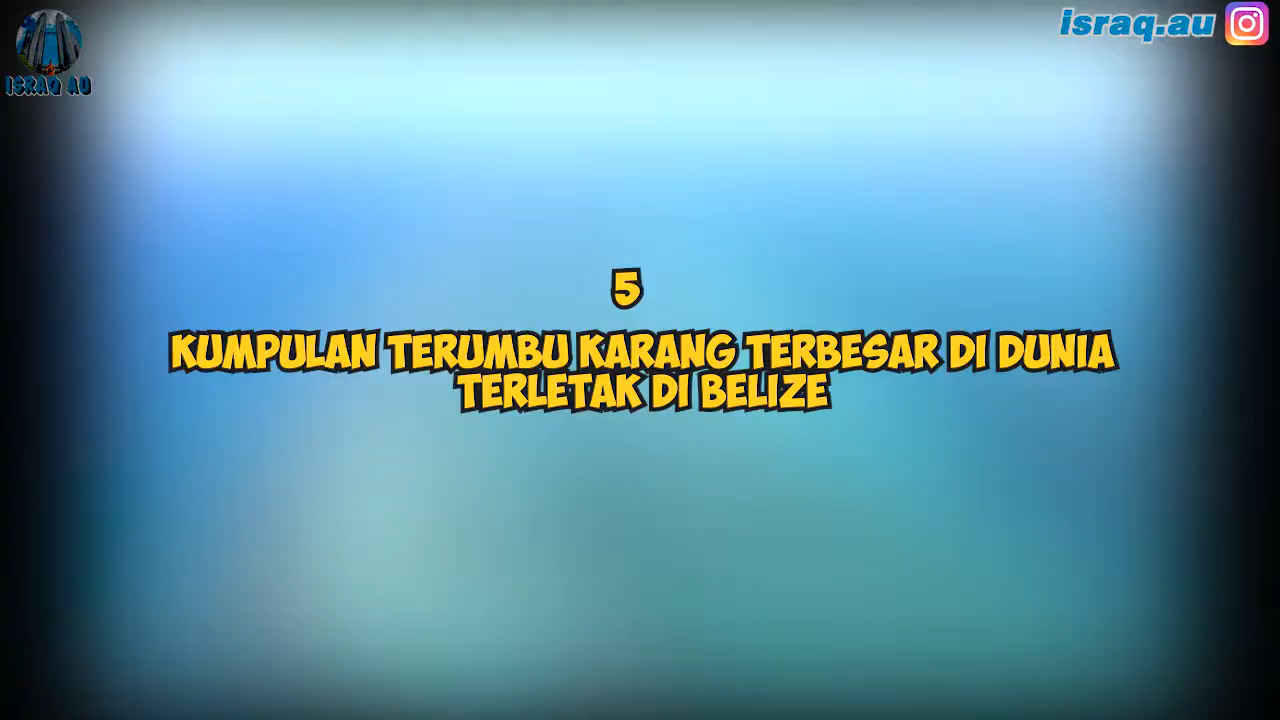 ISRAQ AU
israq.au
5
KUMPULAN TERUMBU KARANG TERBESAR DI DUNIA
TERLETAK DI BELIZE